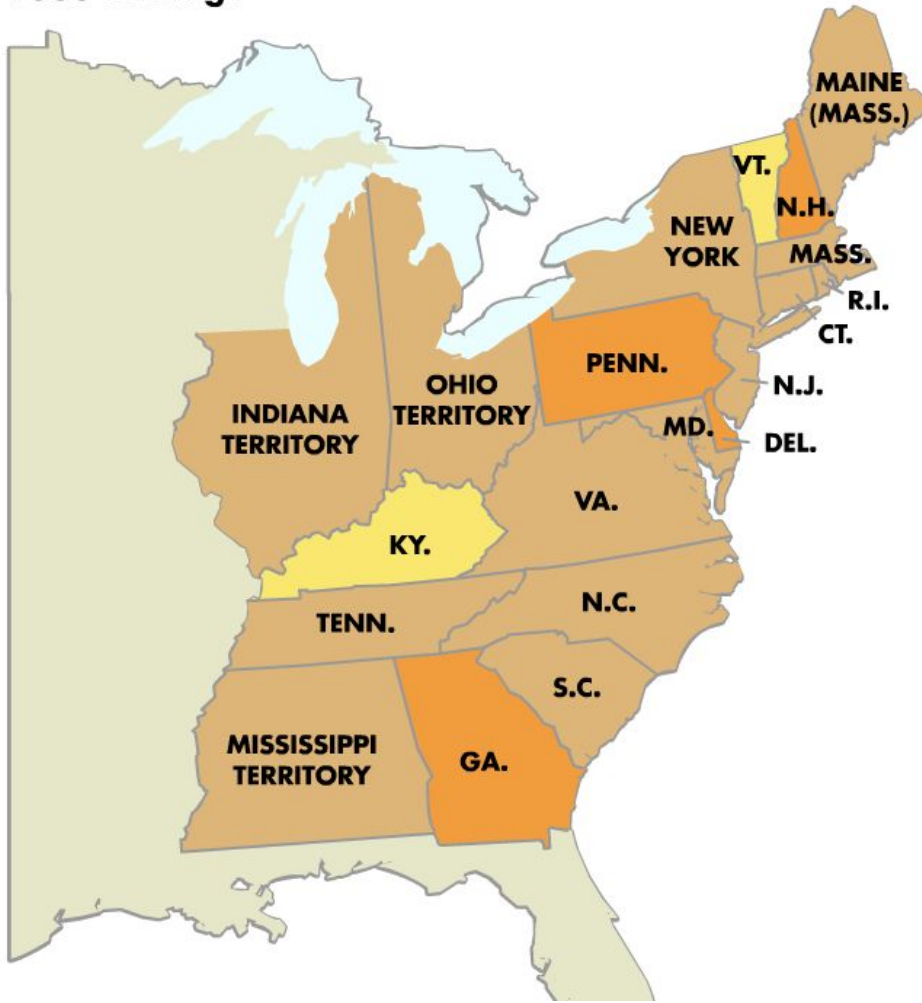 MAINE
(MASS.)
VT.
N.H.
NEW
YORK
MASS.
R.I.
CT.
PENN.
N.J.
OHIO
TERRITORY
INDIANA
TERRITORY
MD.
DEL.
VA.
KY.
N.C.
TENN.
S.C.
MISSISSIPPI
TERRITORY
GA.